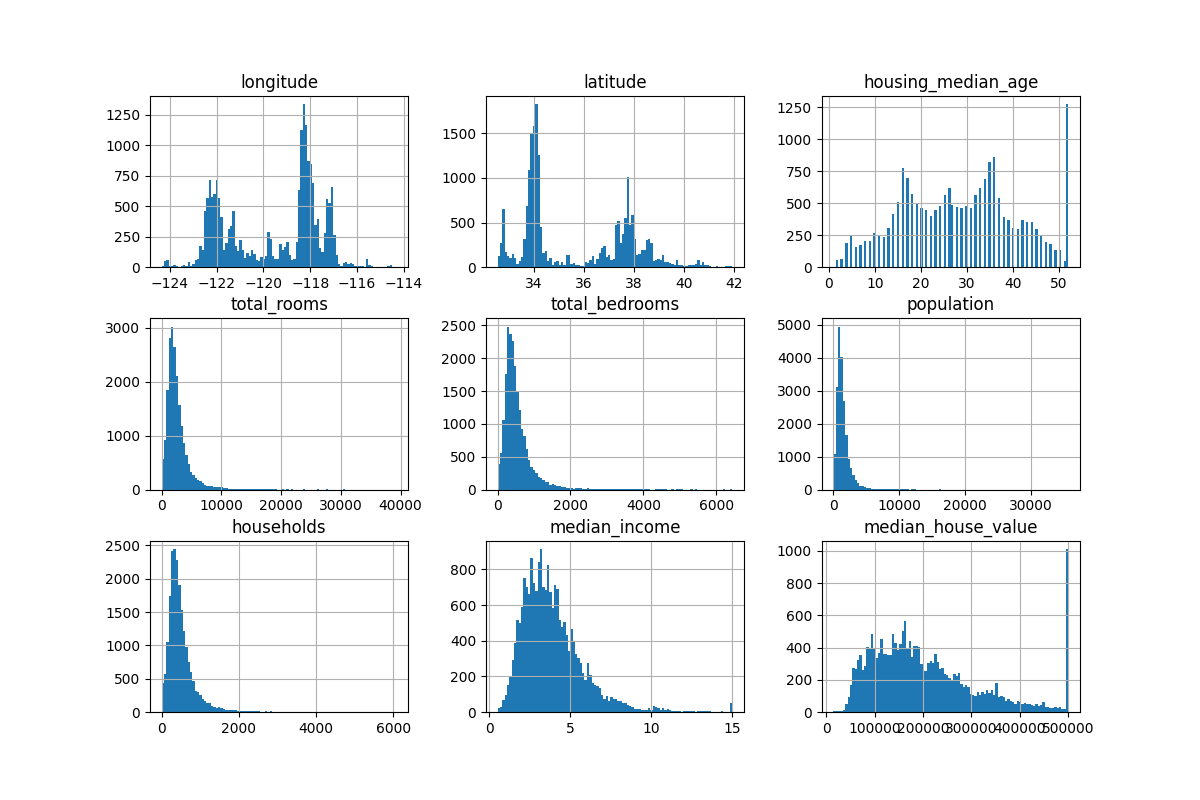 longitude
1250
1000
750
500
250
0
−124 −122 −120 −118 −116 −114
latitude
1500
1000
500
0
34 36 38 40 42
housing_median_age
1250
1000
750
500
250
0
0 10 20 30 40 50
total_rooms
3000
2000
1000
0
0 10000 20000 30000 40000
total_bedrooms
2500
2000
1500
1000
500
0
0 2000 4000 6000
population
5000
4000
3000
2000
1000
0
0 10000 20000 30000
households
2500
2000
1500
1000
500
0
0 2000 4000 6000
median_income
800
600
400
200
0
0 5 10 15
median_house_value
1000
800
600
400
200
0
0 100000 200000 300000 400000 500000